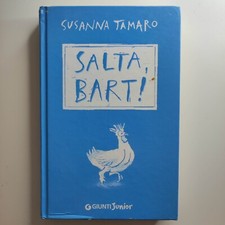 SUSANNA TAMARO
SALTA,
BART!
GIUNTI Junior